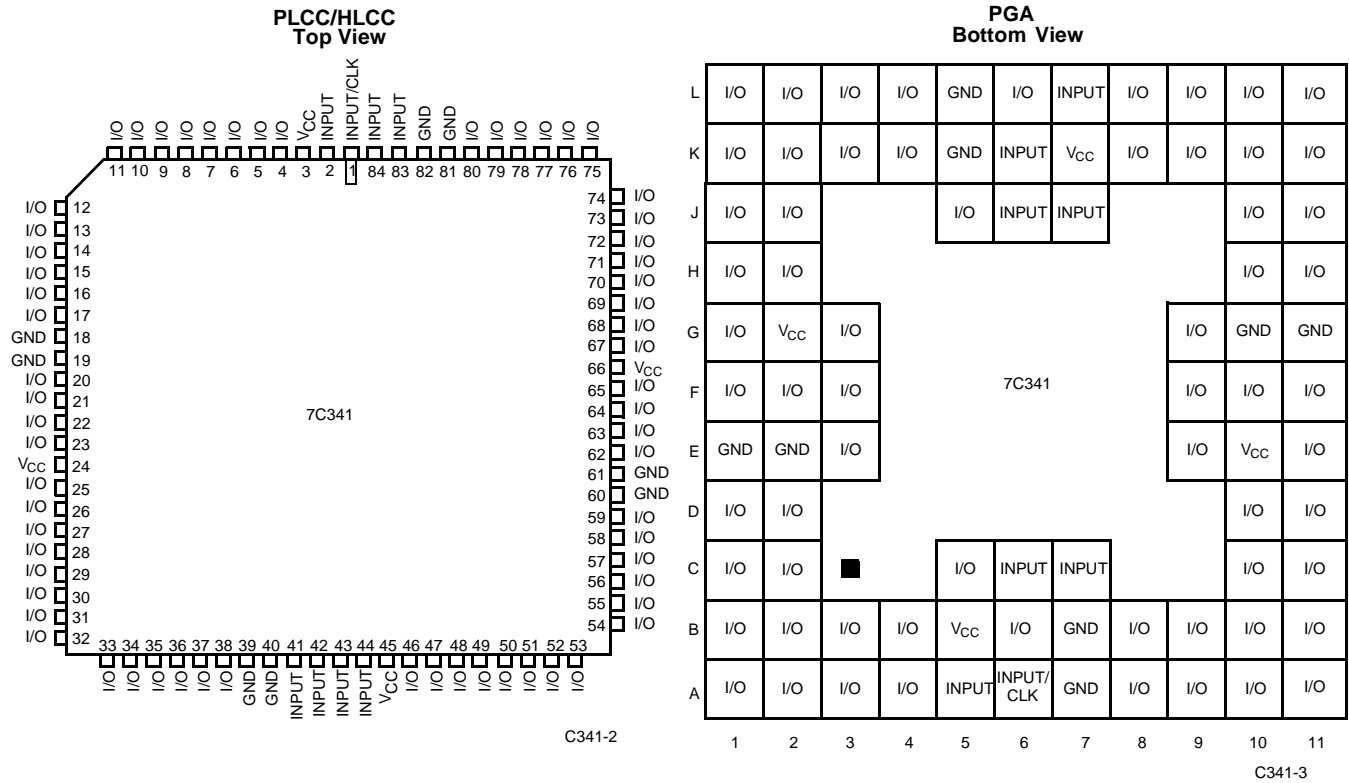 PLCC/HLCC
Top View
I/O I/O I/O I/O I/O I/O I/O I/O VCC INPUT INPUT/CLK INPUT INPUT GND GND I/O I/O I/O I/O I/O I/O
11 10 9 8 7 6 5 4 3 2 1 84 83 82 81 80 79 78 77 76 75
I/O 12
I/O 13
I/O 14
I/O 15
I/O 16
I/O 17
GND 18
GND 19
I/O 20
I/O 21
I/O 22
I/O 23
VCC 24
I/O 25
I/O 26
I/O 27
I/O 28
I/O 29
I/O 30
I/O 31
I/O 32
7C341
74 I/O
73 I/O
72 I/O
71 I/O
70 I/O
69 I/O
68 I/O
67 I/O
66 VCC
65 I/O
64 I/O
63 I/O
62 I/O
61 GND
60 GND
59 I/O
58 I/O
57 I/O
56 I/O
55 I/O
54 I/O
33 34 35 36 37 38 39 40 41 42 43 44 45 46 47 48 49 50 51 52 53
I/O I/O I/O I/O I/O I/O GND GND INPUT INPUT INPUT INPUT VCC I/O I/O I/O I/O I/O I/O I/O I/O
C341-2
PGA
Bottom View
L I/O I/O I/O I/O GND I/O INPUT I/O I/O I/O I/O
K I/O I/O I/O I/O GND INPUT VCC I/O I/O I/O I/O
J I/O I/O I/O INPUT INPUT I/O I/O
H I/O I/O I/O I/O
G I/O VCC I/O I/O GND GND
F I/O I/O I/O 7C341 I/O I/O I/O
E GND GND I/O I/O VCC I/O
D I/O I/O I/O I/O
C I/O I/O I/O INPUT INPUT I/O I/O
B I/O I/O I/O I/O VCC I/O GND I/O I/O I/O I/O
A I/O I/O I/O I/O INPUT INPUT/CLK GND I/O I/O I/O I/O
1 2 3 4 5 6 7 8 9 10 11
C341-3